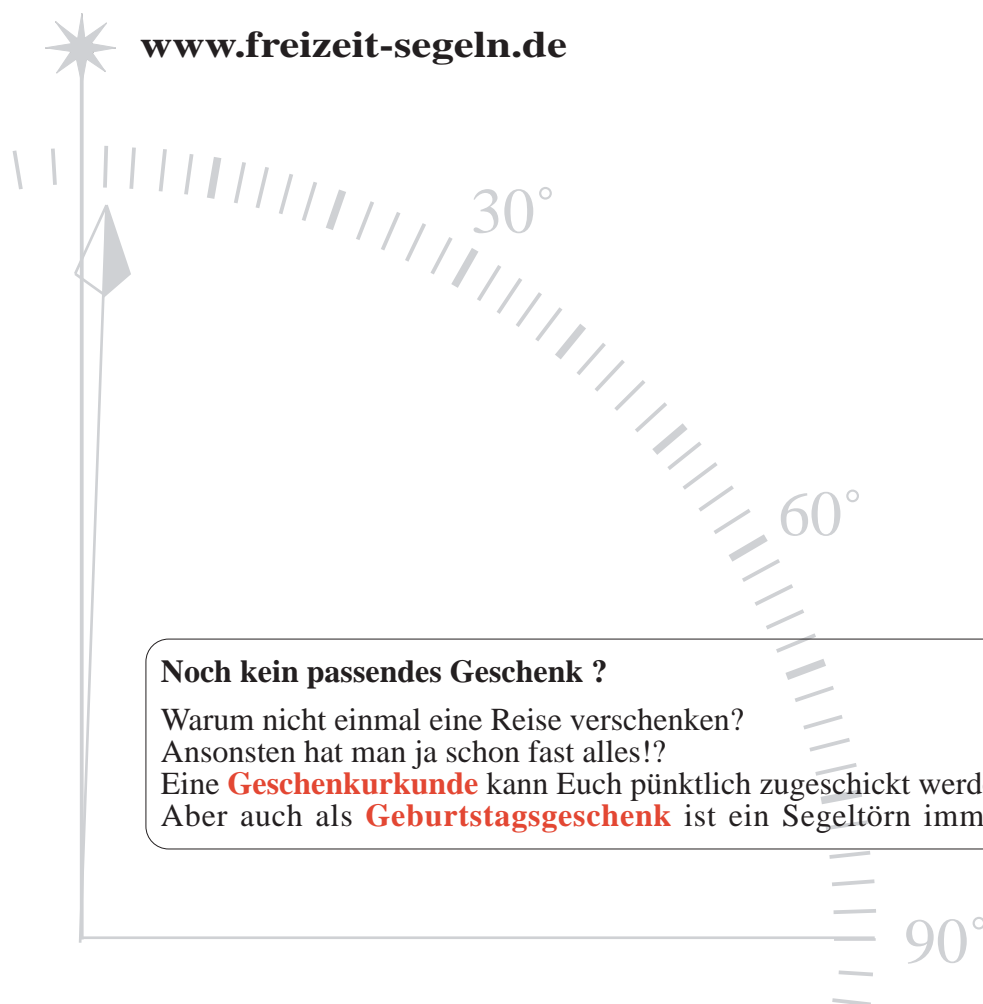 www.freizeit-segeln.de
30°
60°
Noch kein passendes Geschenk ?
Warum nicht einmal eine Reise verschenken?
Ansonsten hat man ja schon fast alles!?
Eine Geschenkurkunde kann Euch pünktlich zugeschickt werd
Aber auch als Geburtstagsgeschenk ist ein Segeltörn imm
90°